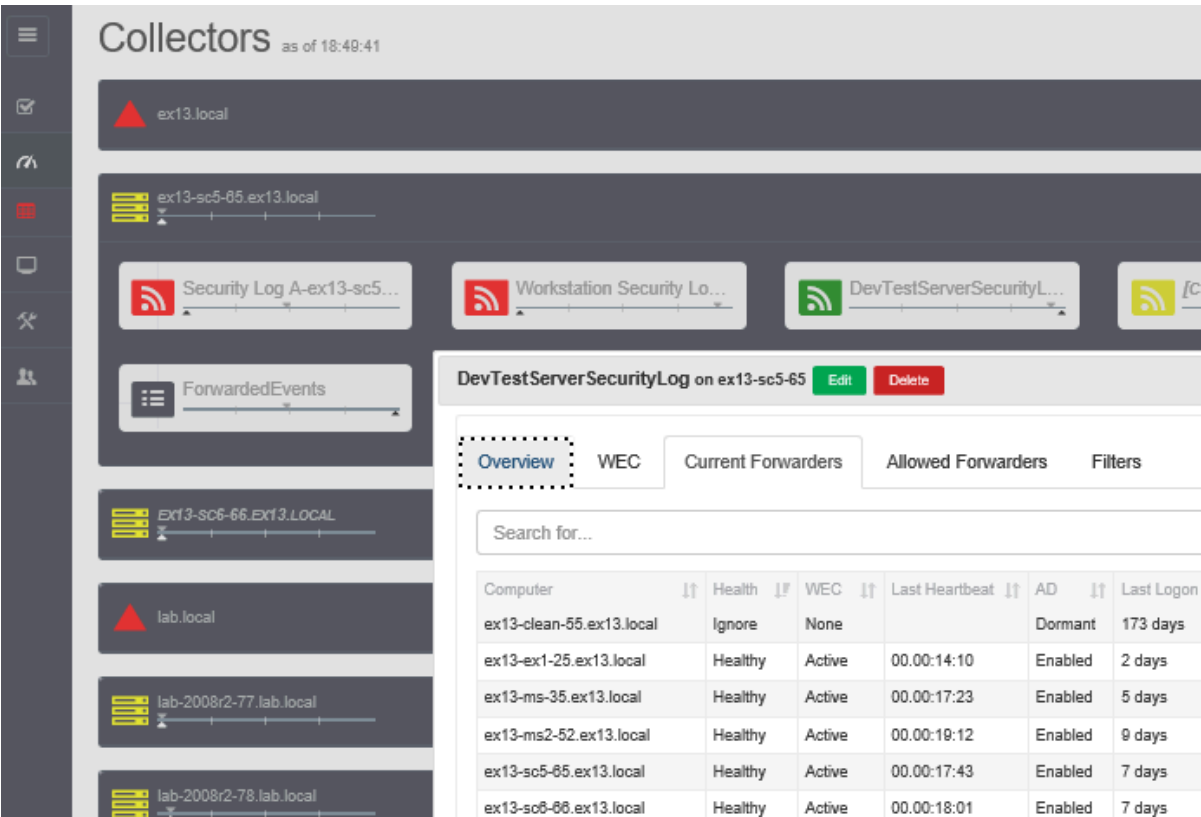 Collectors as of 18:49:41
ex13.local
ex13-sc5-65.ex13.local
Security Log A-ex13-sc5...
Workstation Security Lo...
DevTestServerSecurityL...
[C
ForwardedEvents
DevTestServerSecurityLog on ex13-sc5-65 Edit Delete
Overview WEC Current Forwarders Allowed Forwarders Filters
Search for...
Computer Health WEC Last Heartbeat AD Last Logon
ex13-clean-55.ex13.local Ignore None Dormant 173 days
ex13-ex1-25.ex13.local Healthy Active 00.00:14:10 Enabled 2 days
ex13-ms-35.ex13.local Healthy Active 00.00:17:23 Enabled 5 days
ex13-ms2-52.ex13.local Healthy Active 00.00:19:12 Enabled 9 days
ex13-sc5-65.ex13.local Healthy Active 00.00:17:43 Enabled 7 days
ex13-sc6-66.ex13.local Healthy Active 00.00:18:01 Enabled 7 days
EX13-SC6-66.EX13.LOCAL
lab.local
lab-2008r2-77.lab.local
lab-2008r2-78.lab.local